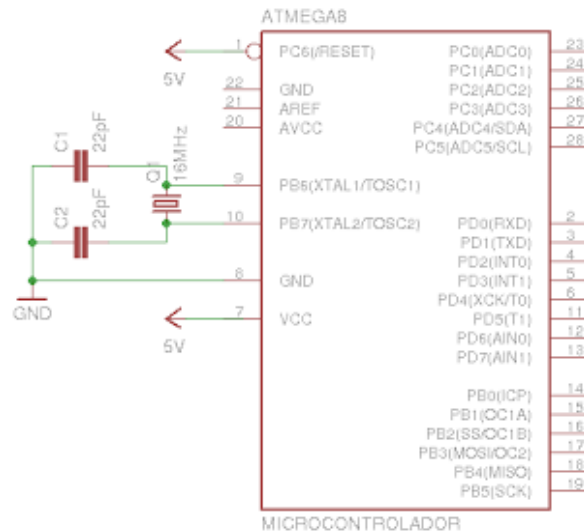 ATMEGA8
1 PC6(/RESET) PC0(ADC0) 23
5V
PC1(ADC1) 24
22 GND PC2(ADC2) 25
21 AREF PC3(ADC3) 26
20 AVCC PC4(ADC4/SDA) 27
PC5(ADC5/SCL) 28
C1 22pF
Q1 16MHz
9 PB6(XTAL1/TOSC1)
C2 22pF
10 PB7(XTAL2/TOSC2) PD0(RXD) 2
PD1(TXD) 3
PD2(INT0) 4
8 GND PD3(INT1) 5
GND
PD4(XCK/T0) 6
7 VCC PD5(T1) 11
5V
PD6(AIN0) 12
PD7(AIN1) 13
PB0(ICP) 14
PB1(OC1A) 15
PB2(SS/OC1B) 16
PB3(MOSI/OC2) 17
PB4(MISO) 18
PB5(SCK) 19
MICROCONTROLADOR